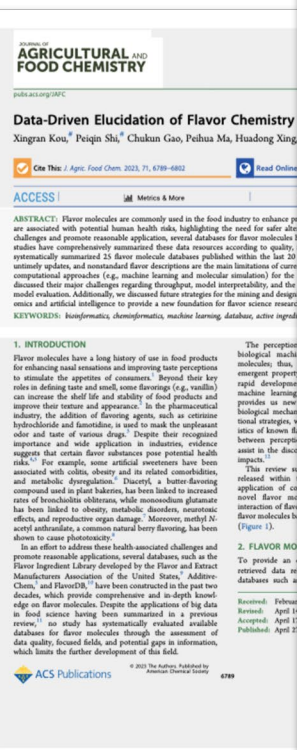 JOURNAL OF
AGRICULTURAL AND
FOOD CHEMISTRY
pubs.acs.org/JAFC
Data-Driven Elucidation of Flavor Chemistry
Xingran Kou,# Peiqin Shi,# Chukun Gao, Peihua Ma, Huadong Xing,
Cite This: J. Agric. Food Chem. 2023, 71, 6789−6802
Read Online
ACCESS
Metrics & More
ABSTRACT: Flavor molecules are commonly used in the food industry to enhance
are associated with potential human health risks, highlighting the need for safer
challenges and promote reasonable application, several databases for flavor molecules
studies have comprehensively summarized these data resources according to quality,
systematically summarized 25 flavor molecule databases published within the last 20
untimely updates, and nonstandard flavor descriptions are the main limitations of
computational approaches (e.g., machine learning and molecular simulation) for the
discussed their major challenges regarding throughput, model interpretability, and the
model evaluation. Additionally, we discussed future strategies for the mining and
omics and artificial intelligence to provide a new foundation for flavor science
KEYWORDS: bioinformatics, cheminformatics, machine learning, database, active
1. INTRODUCTION
Flavor molecules have a long history of use in food products
for enhancing nasal sensations and improving taste perceptions
to stimulate the appetites of consumers.1 Beyond their key
roles in defining taste and smell, some flavorings (e.g., vanillin)
can increase the shelf life and stability of food products and
improve their texture and appearance.2 In the pharmaceutical
industry, the addition of flavoring agents, such as cetirizine
hydrochloride and famotidine, is used to mask the unpleasant
odor and taste of various drugs.3 Despite their recognized
importance and wide application in industries, evidence
suggests that certain flavor substances pose potential health
risks.4,5 For example, some artificial sweeteners have been
associated with colitis, obesity and its related comorbidities,
and metabolic dysregulation.6 Diacetyl, a butter-flavoring
compound used in plant bakeries, has been linked to increased
rates of bronchiolitis obliterans, while monosodium glutamate
has been linked to obesity, metabolic disorders, neurotoxic
effects, and reproductive organ damage.7 Moreover, methyl N-
acetyl anthranilate, a common natural berry flavoring, has been
shown to cause phototoxicity.8
In an effort to address these health-associated challenges and
promote reasonable applications, several databases, such as the
Flavor Ingredient Library developed by the Flavor and Extract
Manufacturers Association of the United States,9 Additive-
Chem,9 and FlavorDB,10 have been constructed in the past two
decades, which provide comprehensive and in-depth knowl-
edge on flavor molecules. Despite the applications of big data
in food science having been summarized in a previous
review,11 no study has systematically evaluated available
databases for flavor molecules through the assessment of
data quality, focused fields, and potential gaps in information,
which limits the further development of this field.
The perception
biological
molecules; thus,
emergent
rapid
machine learning
provides us new
biological
tional strategies,
istics of known
between
assist in the
impacts.12
This review
released within
application of
novel flavor
interaction of
flavor molecules
(Figure 1).
2. FLAVOR
To provide an
retrieved data
databases such
Received:
Revised: April
Accepted: April
Published: April
ACS Publications
© 2023 The Authors. Published by
American Chemical Society
6789